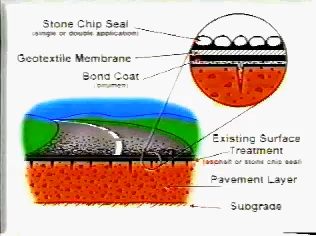 Stone Chip Seal
(single or double application)
Geotextile Membrane
Bond Coat
(bitumen)
Existing Surface
Treatment
(asphalt or stone chip seal)
Pavement Layer
Subgrade